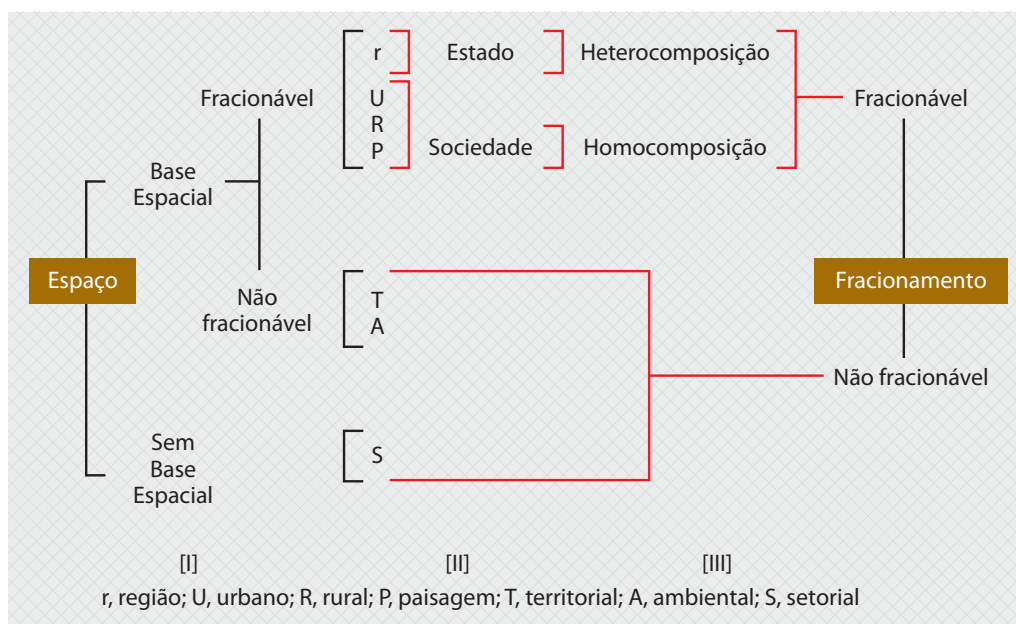 r
Estado
Heterocomposição
Fracionável
U
R
P
Fracionável
Sociedade
Homocomposição
Base
Espacial
Espaço
Não
fracionável
T
A
Fracionamento
Não fracionável
Sem
Base
Espacial
S
[I]
[II]
[III]
r, região; U, urbano; R, rural; P, paisagem; T, territorial; A, ambiental; S, setorial